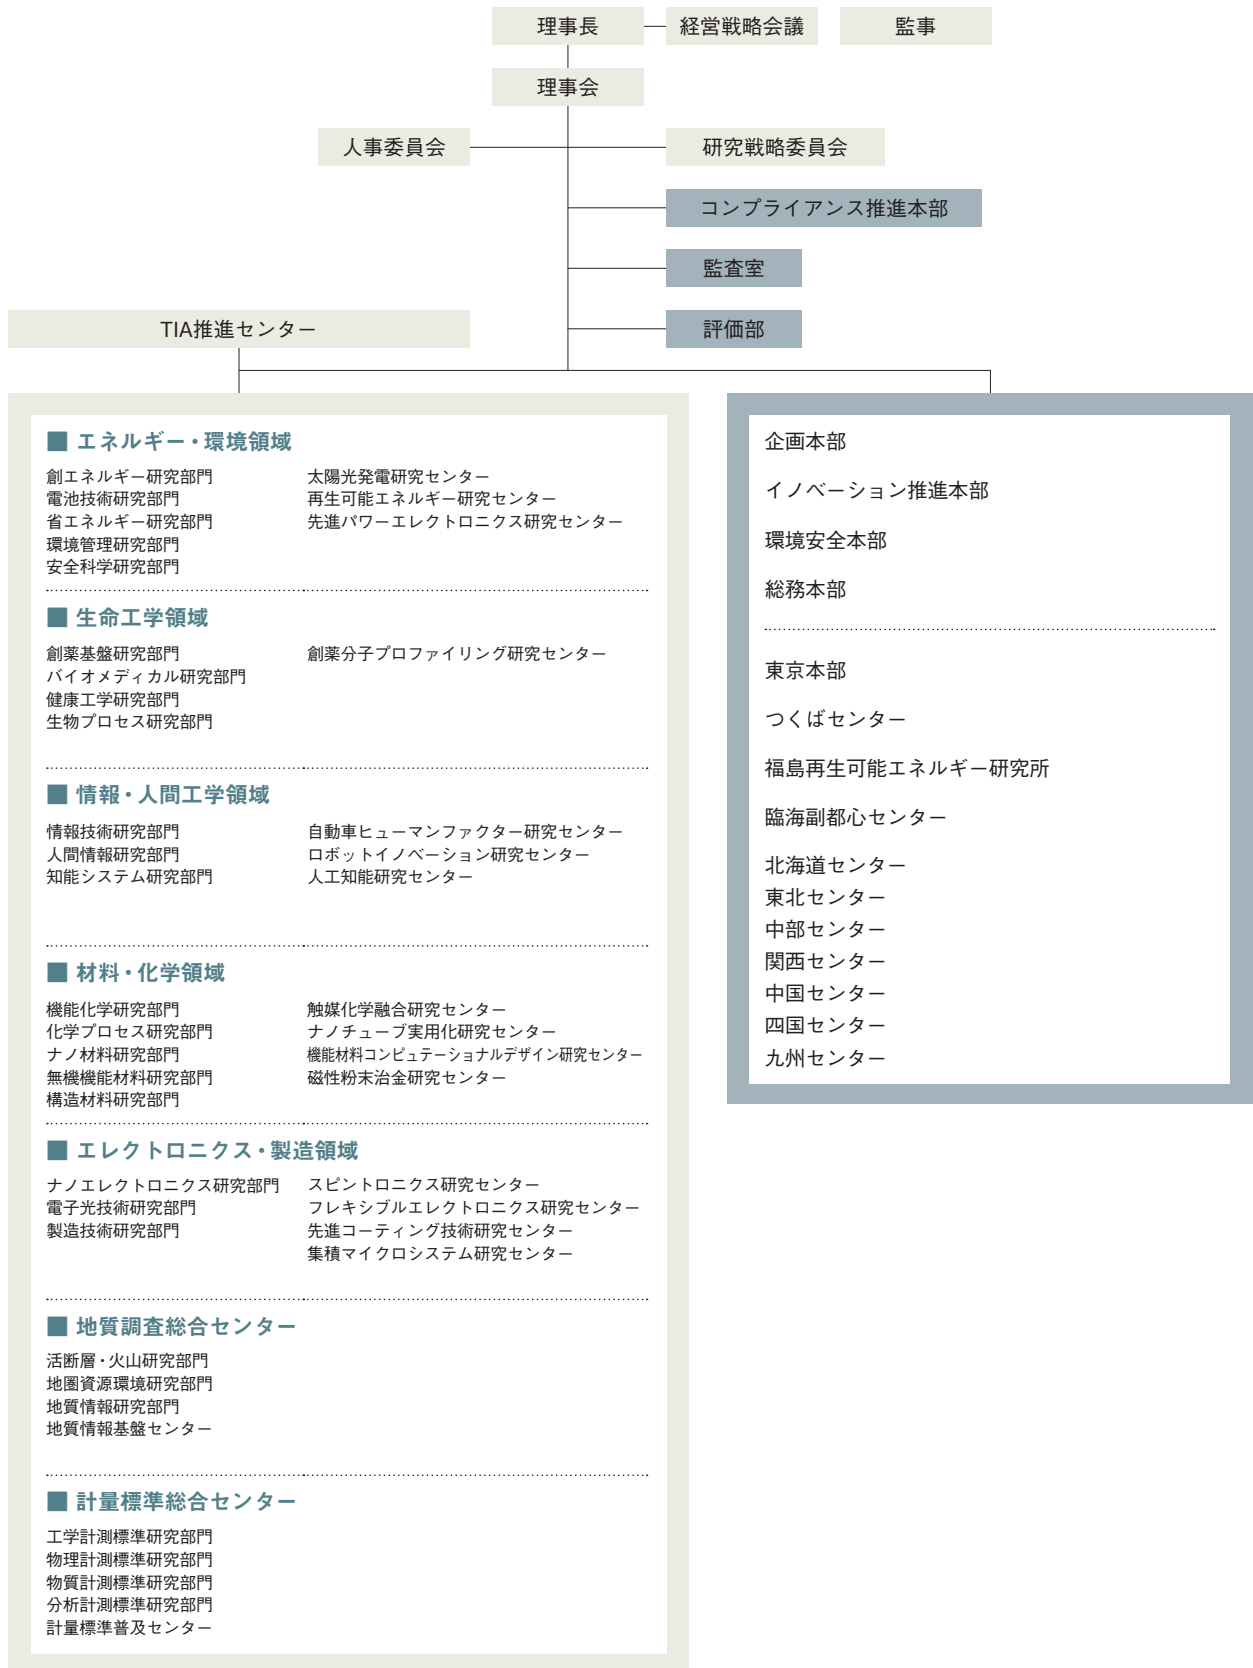 理事長
経営戦略会議
監事
理事会
人事委員会
研究戦略委員会
コンプライアンス推進本部
監査室
TIA推進センター
評価部
■ エネルギー・環境領域
創エネルギー研究部門
電池技術研究部門
省エネルギー研究部門
環境管理研究部門
安全科学研究部門
太陽光発電研究センター
再生可能エネルギー研究センター
先進パワーエレクトロニクス研究センター
■ 生命工学領域
創薬基盤研究部門
バイオメディカル研究部門
健康工学研究部門
生物プロセス研究部門
創薬分子プロファイリング研究センター
■ 情報・人間工学領域
情報技術研究部門
人間情報研究部門
知能システム研究部門
自動車ヒューマンファクター研究センター
ロボットイノベーション研究センター
人工知能研究センター
■ 材料・化学領域
機能化学研究部門
化学プロセス研究部門
ナノ材料研究部門
無機機能材料研究部門
構造材料研究部門
触媒化学融合研究センター
ナノチューブ実用化研究センター
機能材料コンピュテーショナルデザイン研究センター
磁性粉末冶金研究センター
■ エレクトロニクス・製造領域
ナノエレクトロニクス研究部門
電子光技術研究部門
製造技術研究部門
スピントロニクス研究センター
フレキシブルエレクトロニクス研究センター
先進コーティング技術研究センター
集積マイクロシステム研究センター
■ 地質調査総合センター
活断層・火山研究部門
地圏資源環境研究部門
地質情報研究部門
地質情報基盤センター
■ 計量標準総合センター
工学計測標準研究部門
物理計測標準研究部門
物質計測標準研究部門
分析計測標準研究部門
計量標準普及センター
企画本部
イノベーション推進本部
環境安全本部
総務本部
東京本部
つくばセンター
福島再生可能エネルギー研究所
臨海副都心センター
北海道センター
東北センター
中部センター
関西センター
中国センター
四国センター
九州センター